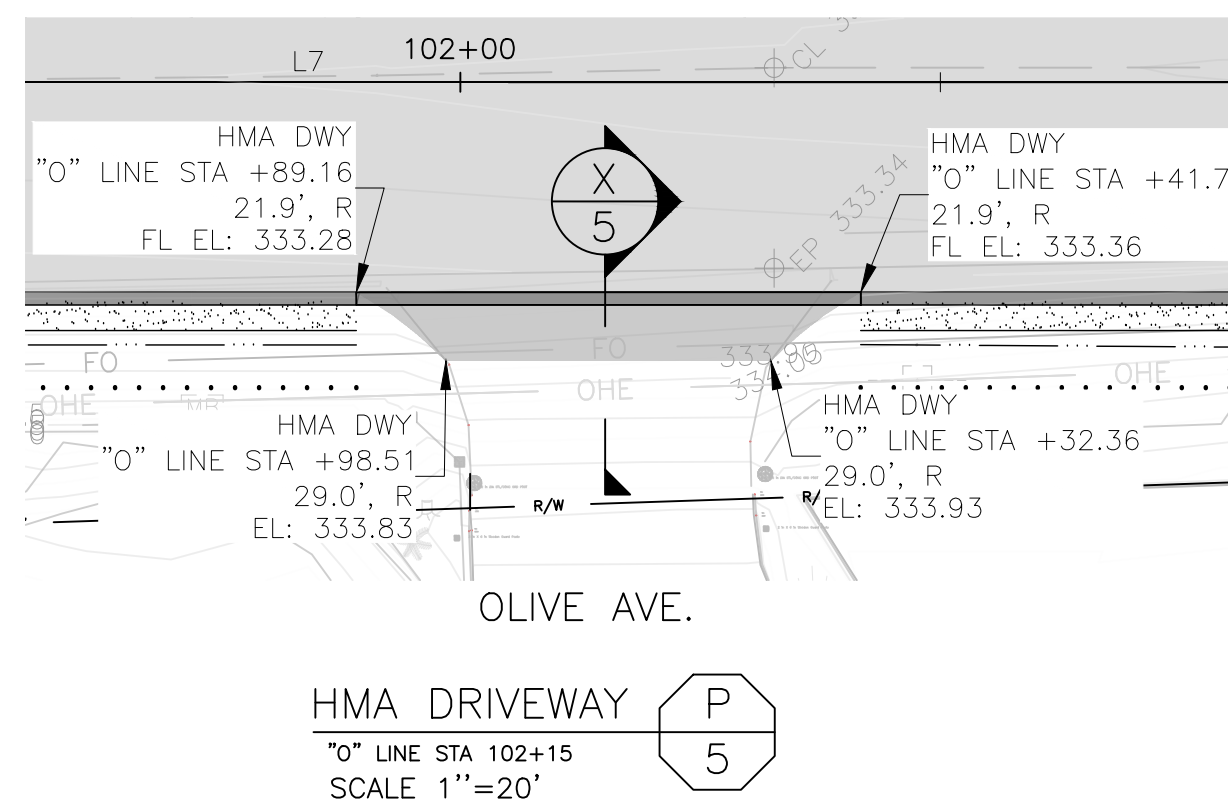 L7
102+00
CL
HMA DWY
"O" LINE STA +89.16
21.9', R
FL EL: 333.28
X
5
EP 333.34
HMA DWY
"O" LINE STA +41.7
21.9', R
FL EL: 333.36
FO
FO
OHE
OHE
OHE
HMA DWY
"O" LINE STA +98.51
29.0', R
EL: 333.83
HMA DWY
"O" LINE STA +32.36
29.0', R
EL: 333.93
R/W
R/
OLIVE AVE.
HMA DRIVEWAY
P
5
"O" LINE STA 102+15
SCALE 1''=20'